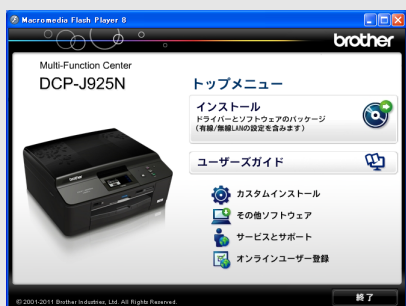 Macromedia Flash Player 8
brother
Multi-Function Center
DCP-J925N
トップメニュー
インストール
ドライバーとソフトウェアのパッケージ
(有線/無線LANの設定を含みます)
ユーザーズガイド
カスタムインストール
その他ソフトウェア
サービスとサポート
オンラインユーザー登録
© 2001-2011 Brother Industries, Ltd. All Rights Reserved.
終了